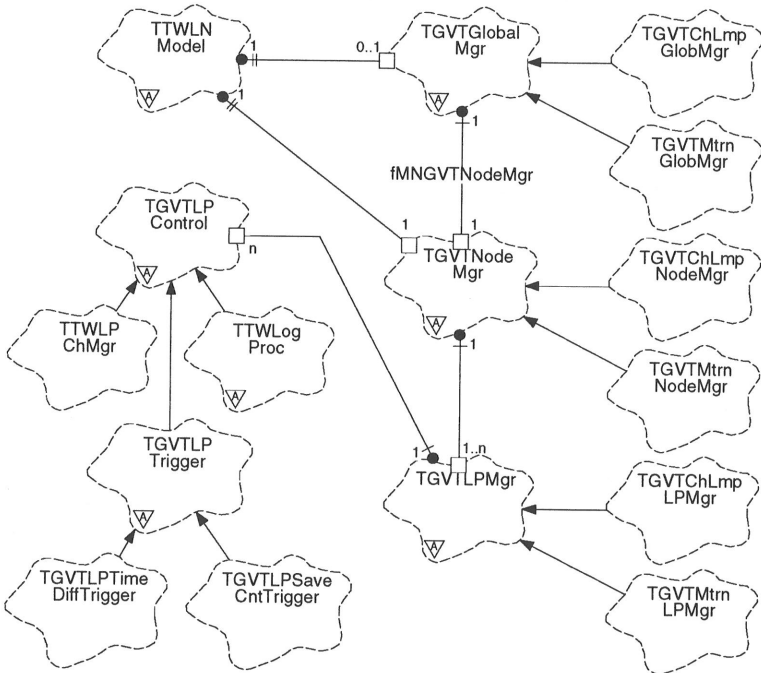 TTWLN
Model
A
1
1
0..1
TGVTGlobal
Mgr
A
1
TGVTChLmp
GlobMgr
TGVTMtrn
GlobMgr
fMNGVTNodeMgr
TGVTLP
Control
A
n
1
1
TGVTNode
Mgr
A
1
TGVTChLmp
NodeMgr
TTWLP
ChMgr
TTWLog
Proc
A
TGVTMtrn
NodeMgr
TGVTLP
Trigger
A
1
1..n
TGVTLPMgr
A
TGVTChLmp
LPMgr
TGVTLPTime
DiffTrigger
TGVTLPSave
CntTrigger
TGVTMtrn
LPMgr